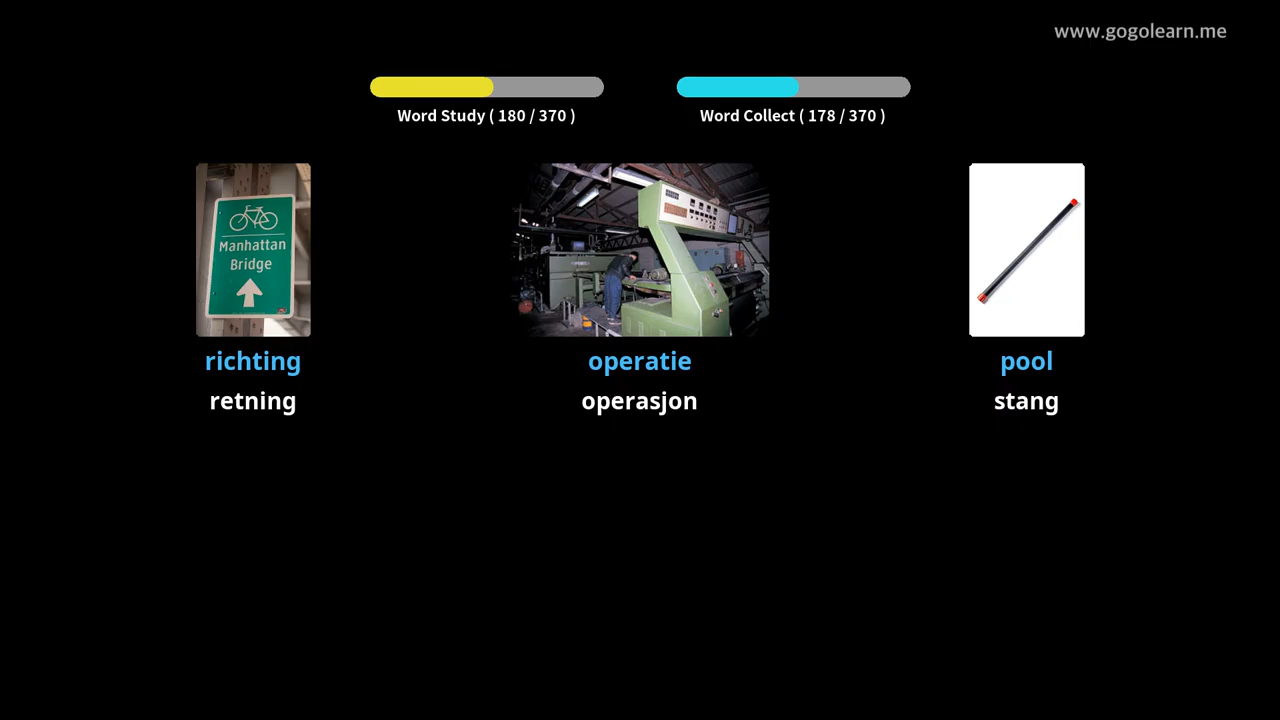 www.gogolearn.me
Word Study ( 180 / 370 )
Word Collect ( 178 / 370 )
Manhattan
Bridge
richting
operatie
pool
retning
operasjon
stang